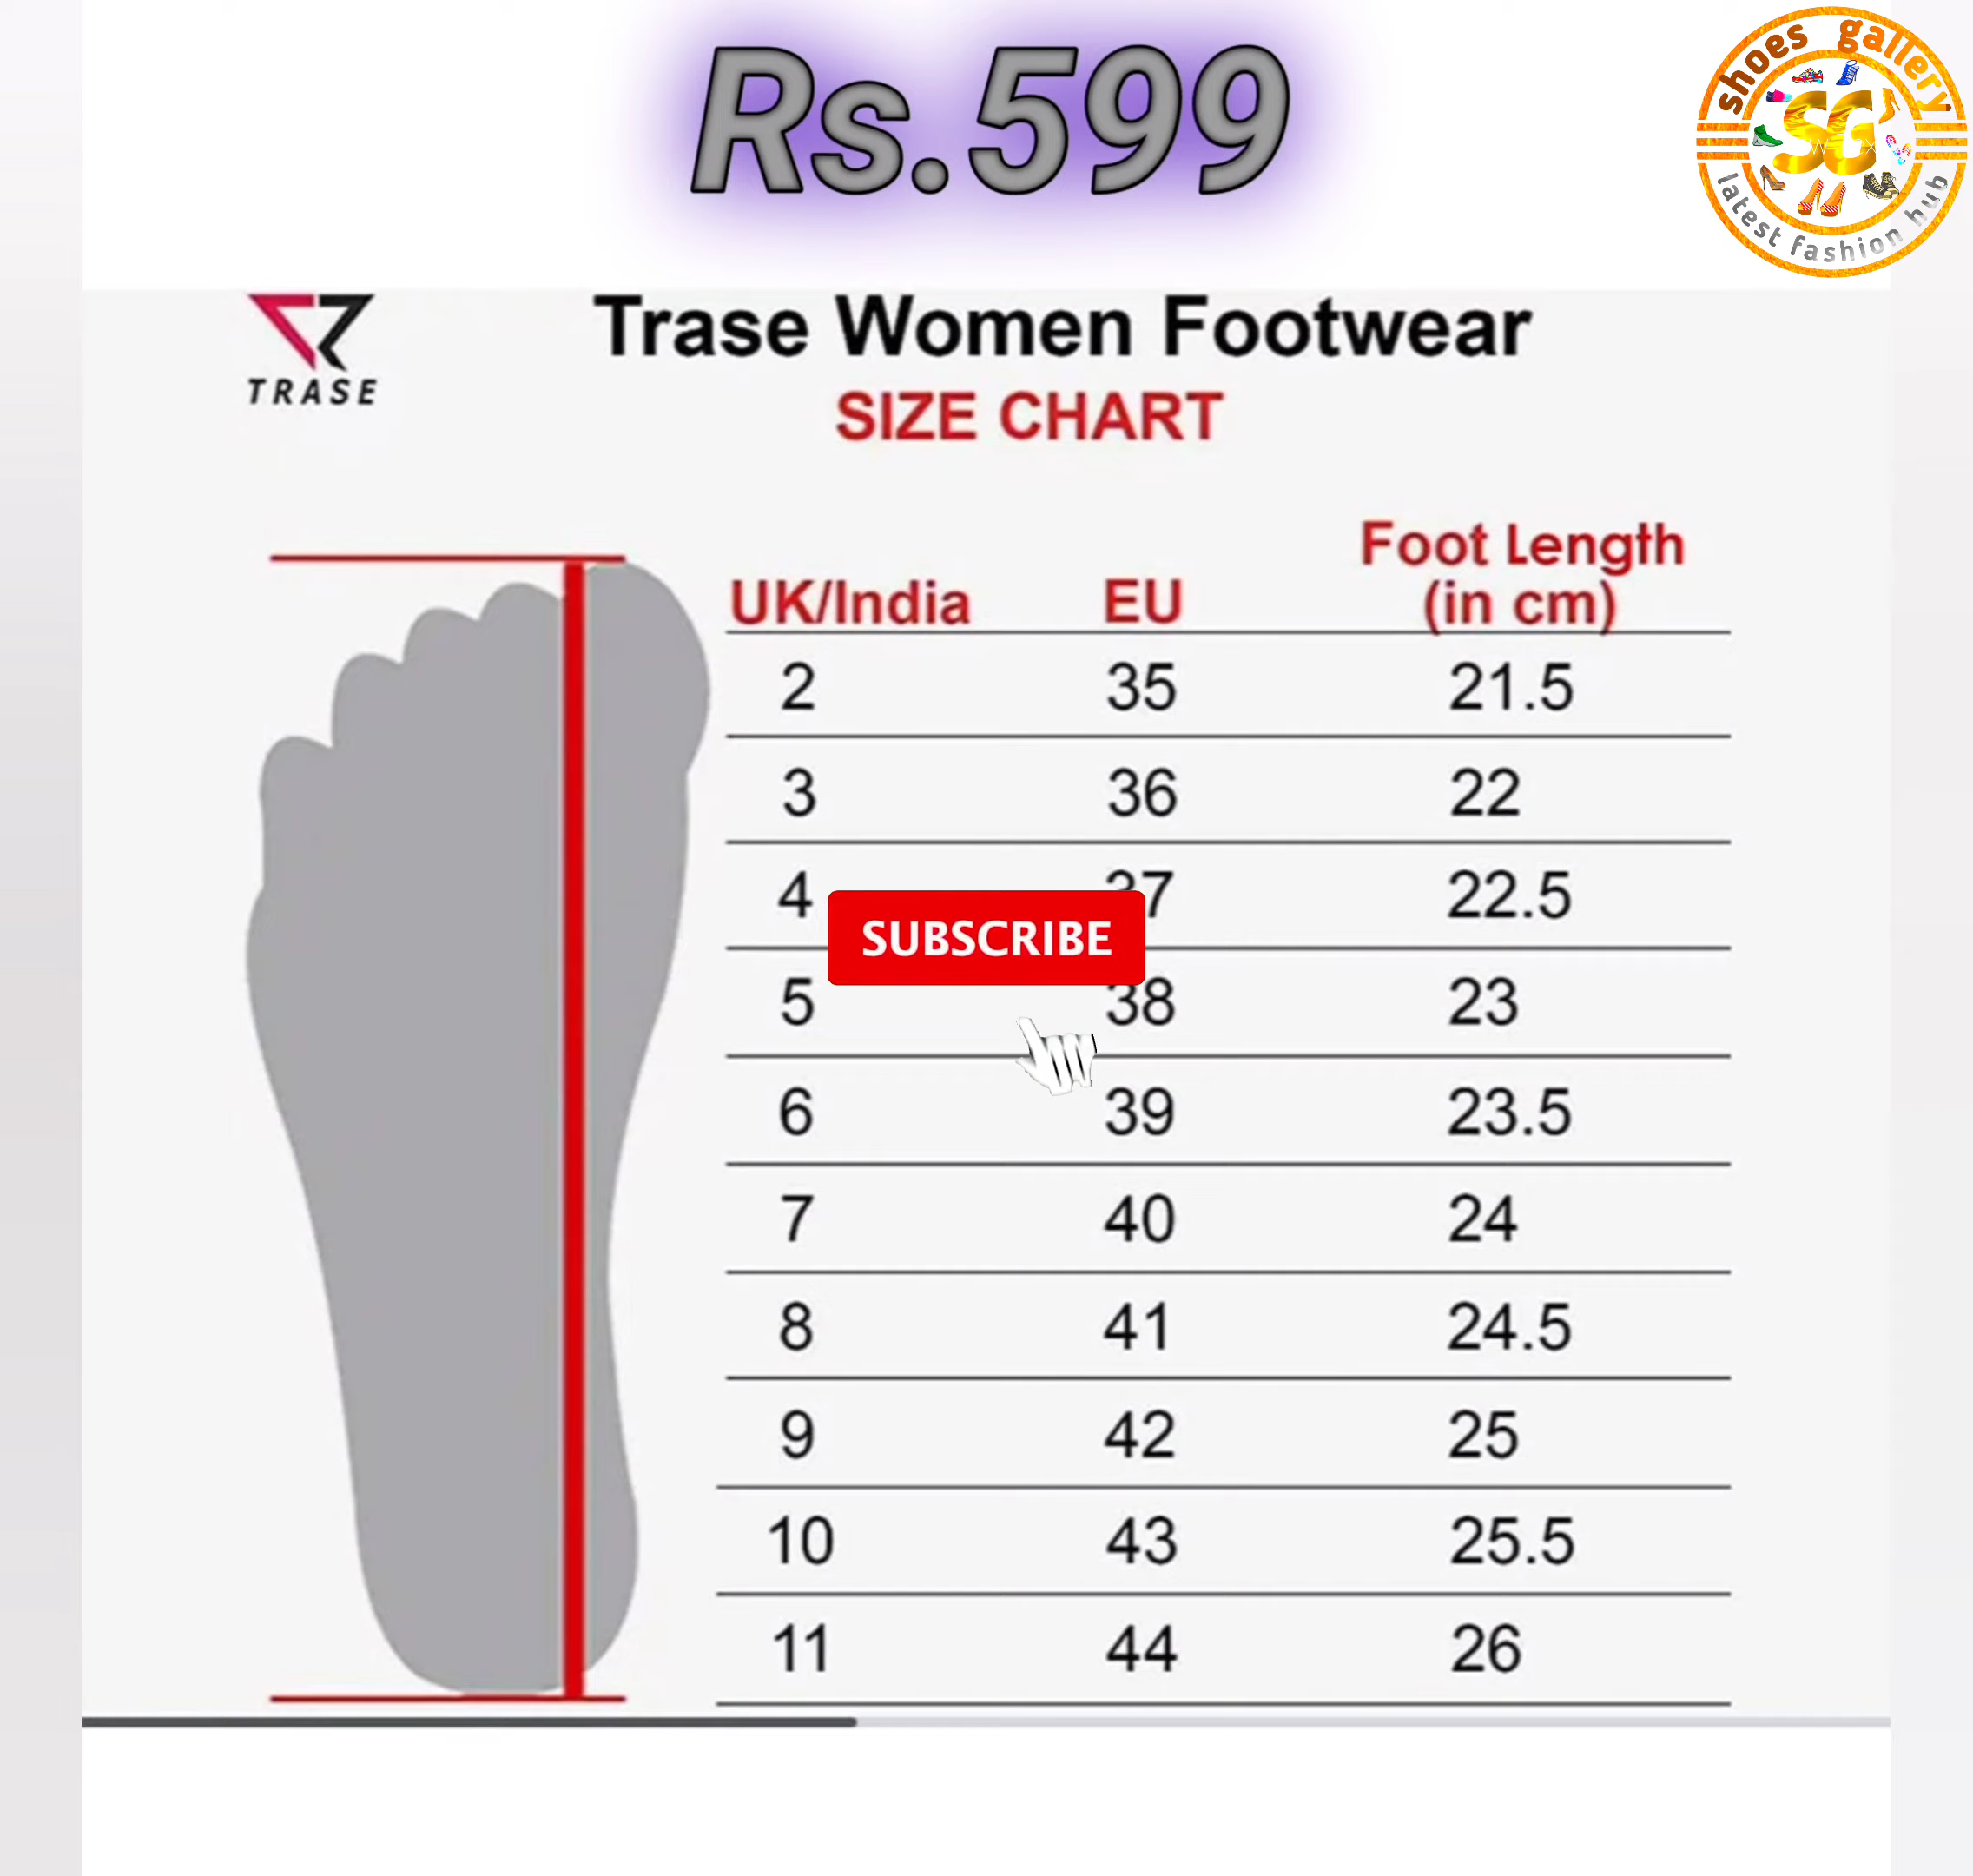 Rs.599
shoes gallery
SG
latest fashion hub
TRASE
Trase Women Footwear
SIZE CHART
UK/India EU Foot Length (in cm)
2 35 21.5
3 36 22
4 37 22.5
SUBSCRIBE
5 38 23
6 39 23.5
7 40 24
8 41 24.5
9 42 25
10 43 25.5
11 44 26